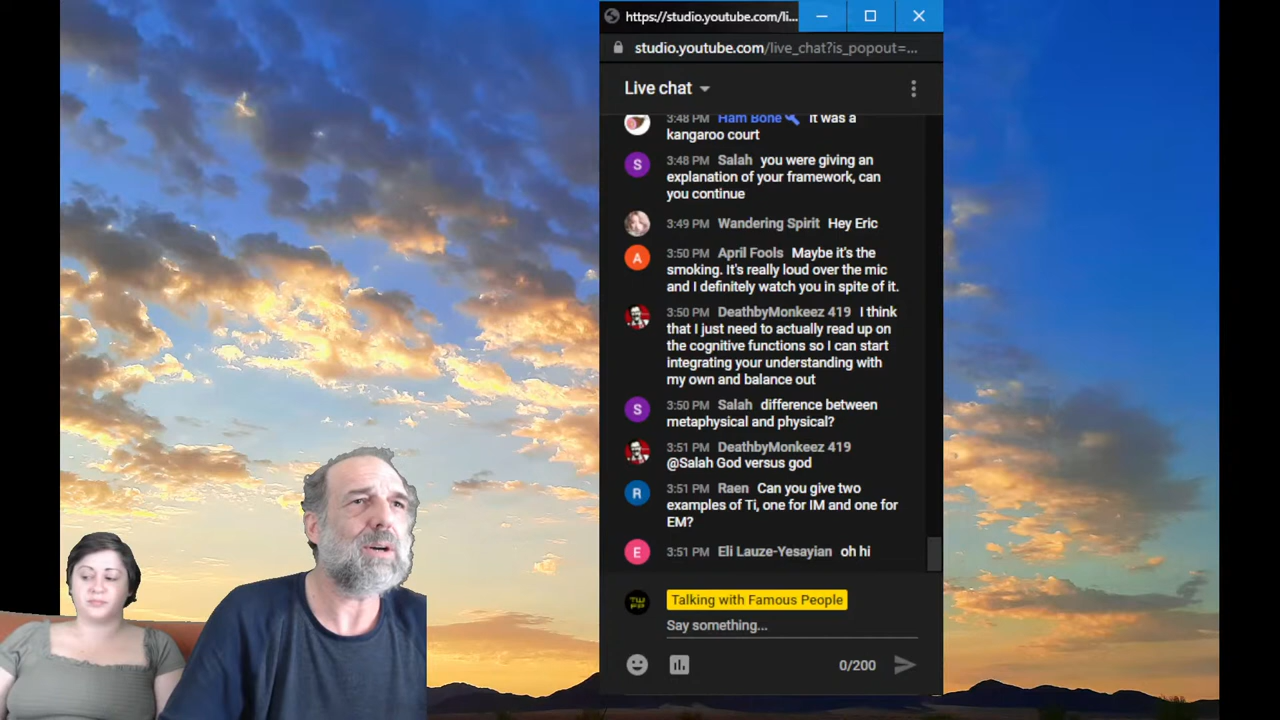 https://studio.youtube.com/li...
studio.youtube.com/live_chat?is_popout=...
Live chat
3:48 PM Ham Bone It was a
kangaroo court
S
3:48 PM Salah you were giving an
explanation of your framework, can
you continue
3:49 PM Wandering Spirit Hey Eric
A
3:50 PM April Fools Maybe it's the
smoking. It's really loud over the mic
and I definitely watch you in spite of it.
3:50 PM DeathbyMonkeez 419 I think
that I just need to actually read up on
the cognitive functions so I can start
integrating your understanding with
my own and balance out
S
3:50 PM Salah difference between
metaphysical and physical?
3:51 PM DeathbyMonkeez 419
@Salah God versus god
R
3:51 PM Raen Can you give two
examples of Ti, one for IM and one for
EM?
E
3:51 PM Eli Lauze-Yesayian oh hi
Talking with Famous People
Say something...
0/200